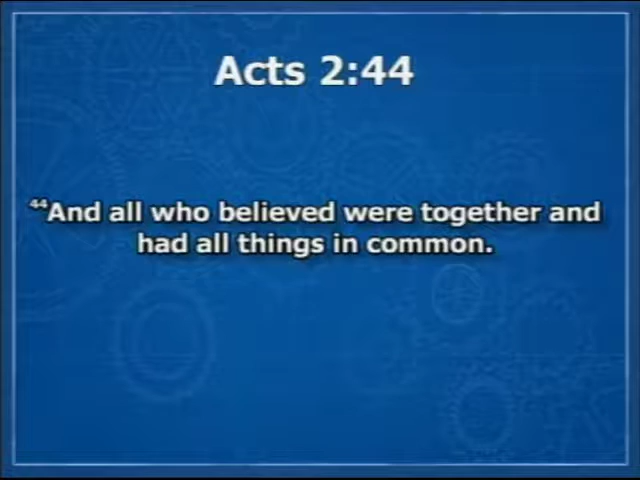 Acts 2:44
⁴⁴And all who believed were together and
had all things in common.